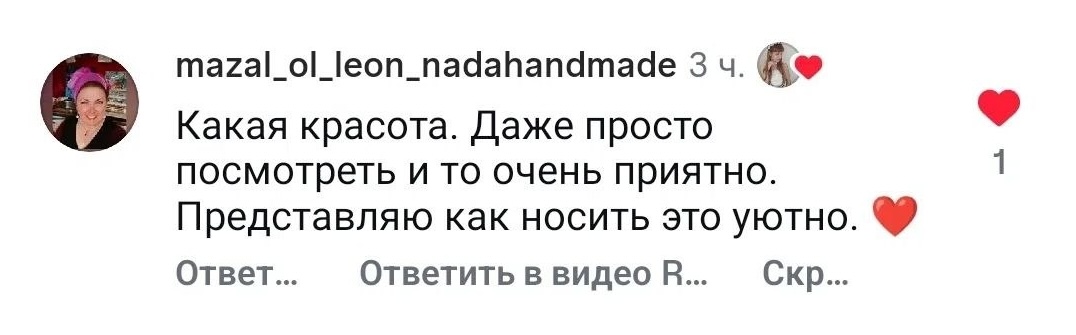 mazal_ol_leon_nadahandmade 3 ч.
Какая красота. Даже просто
посмотреть и то очень приятно.
Представляю как носить это уютно. ❤️
1
Ответ... Ответить в видео R... Скр...